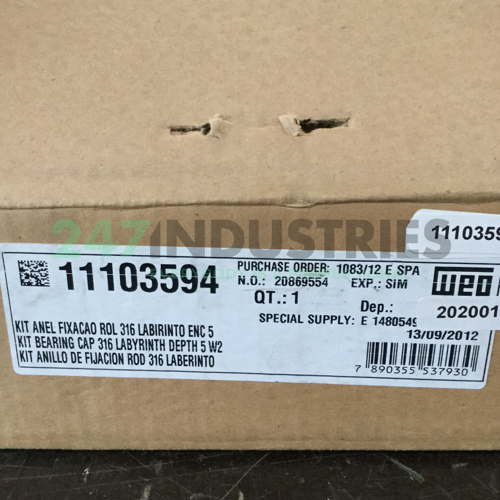 247INDUSTRIES
1110359
11103594
PURCHASE ORDER: 1083/12 E SPA
N.O.: 20869554 EXP.: SIM
QT.: 1
Dep.:
SPECIAL SUPPLY: E 1480549
13/09/2012
WEG
202001
KIT ANEL FIXACAO ROL 316 LABIRINTO ENC 5
KIT BEARING CAP 316 LABYRINTH DEPTH 5 W2
KIT ANILLO DE FIJACION ROD 316 LABERINTO
7 890355 537930